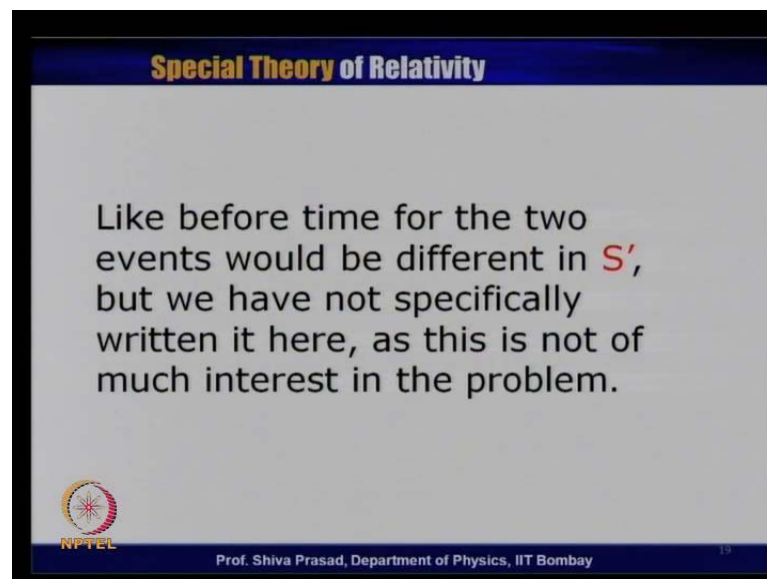 Special Theory of Relativity
Like before time for the two
events would be different in S′,
but we have not specifically
written it here, as this is not of
much interest in the problem.
NPTEL
Prof. Shiva Prasad, Department of Physics, IIT Bombay
19